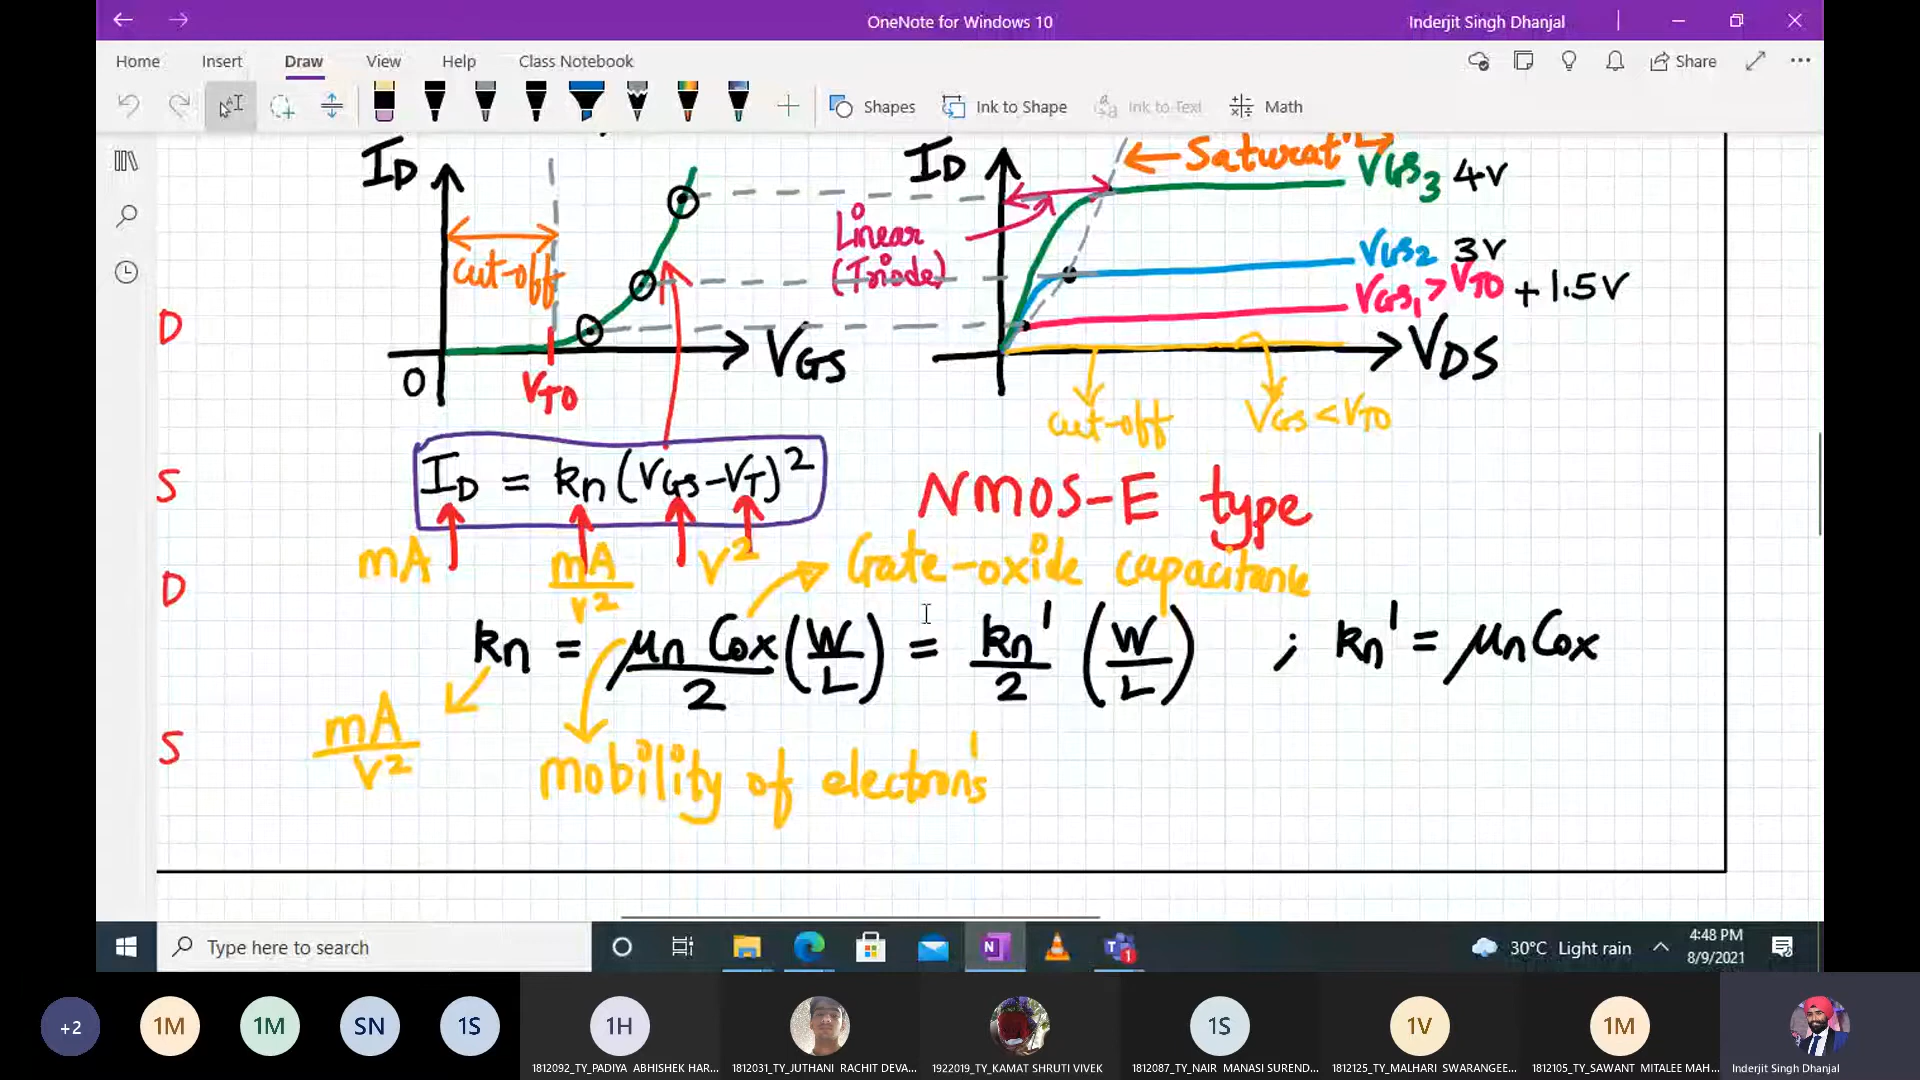 OneNote for Windows 10
Inderjit Singh Dhanjal
Home Insert Draw View Help Class Notebook
Share
Shapes Ink to Shape Ink to Text Math
ID
cut-off
0
VTO
VGS
ID
← Saturatn →
VGS3 4V
Linear
(Triode)
VGS2 3V
VGS1 > VTO + 1.5V
VDS
cut-off
VGS < VTO
D
S
D
S
ID = kn (VGS-VT)²
NMOS-E type
mA
mA/V²
V²
Gate-oxide capacitance
kn = μn Cox/2 (W/L) = kn'/2 (W/L) ; kn' = μn Cox
mA/V²
mobility of electron's
Type here to search
N
1
30°C Light rain
4:48 PM
8/9/2021
+2
1M
1M
SN
1S
1H
1S
1V
1M
1812092_TY_PADIYA ABHISHEK HAR...
1812031_TY_JUTHANI RACHIT DEVA...
1922019_TY_KAMAT SHRUTI VIVEK
1812087_TY_NAIR MANASI SUREND...
1812125_TY_MALHARI SWARANGEE...
1812105_TY_SAWANT MITALEE MAH...
Inderjit Singh Dhanjal